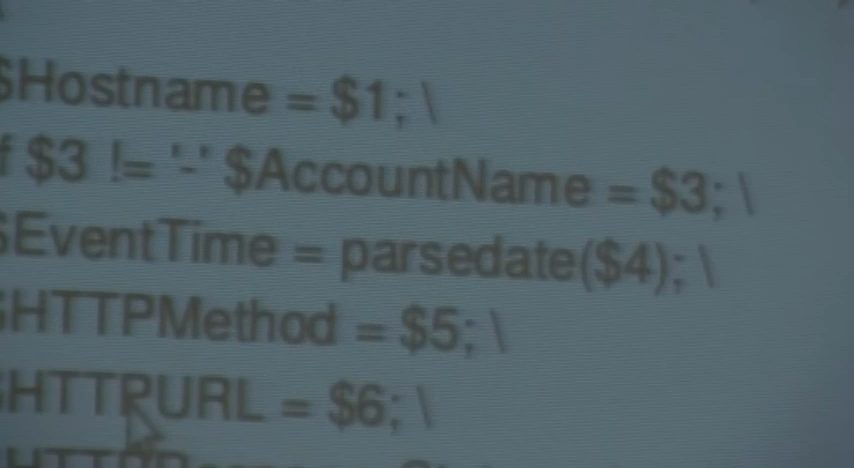 \
$Hostname = $1; \
f $3 != '-' $AccountName = $3; \
$EventTime = parsedate($4); \
$HTTPMethod = $5; \
$HTTPURL = $6; \